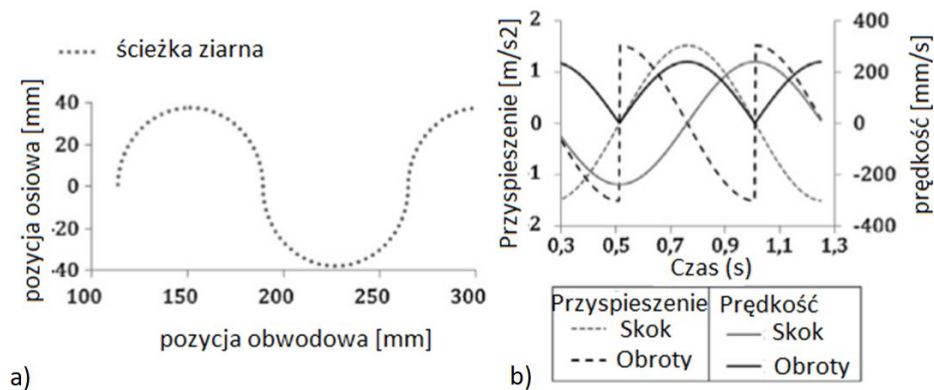 ścieżka ziarna
pozycja osiowa [mm]
40
20
0
-20
-40
100
150
200
250
300
pozycja obwodowa [mm]
a)
Przyspieszenie [m/s2]
2
1
0
-1
-2
400
200
0
-200
-400
prędkość [mm/s]
0,3
0,5
0,7
0,9
1,1
1,3
Czas (s)
Przyspieszenie
Skok
Obroty
Prędkość
Skok
Obroty
b)